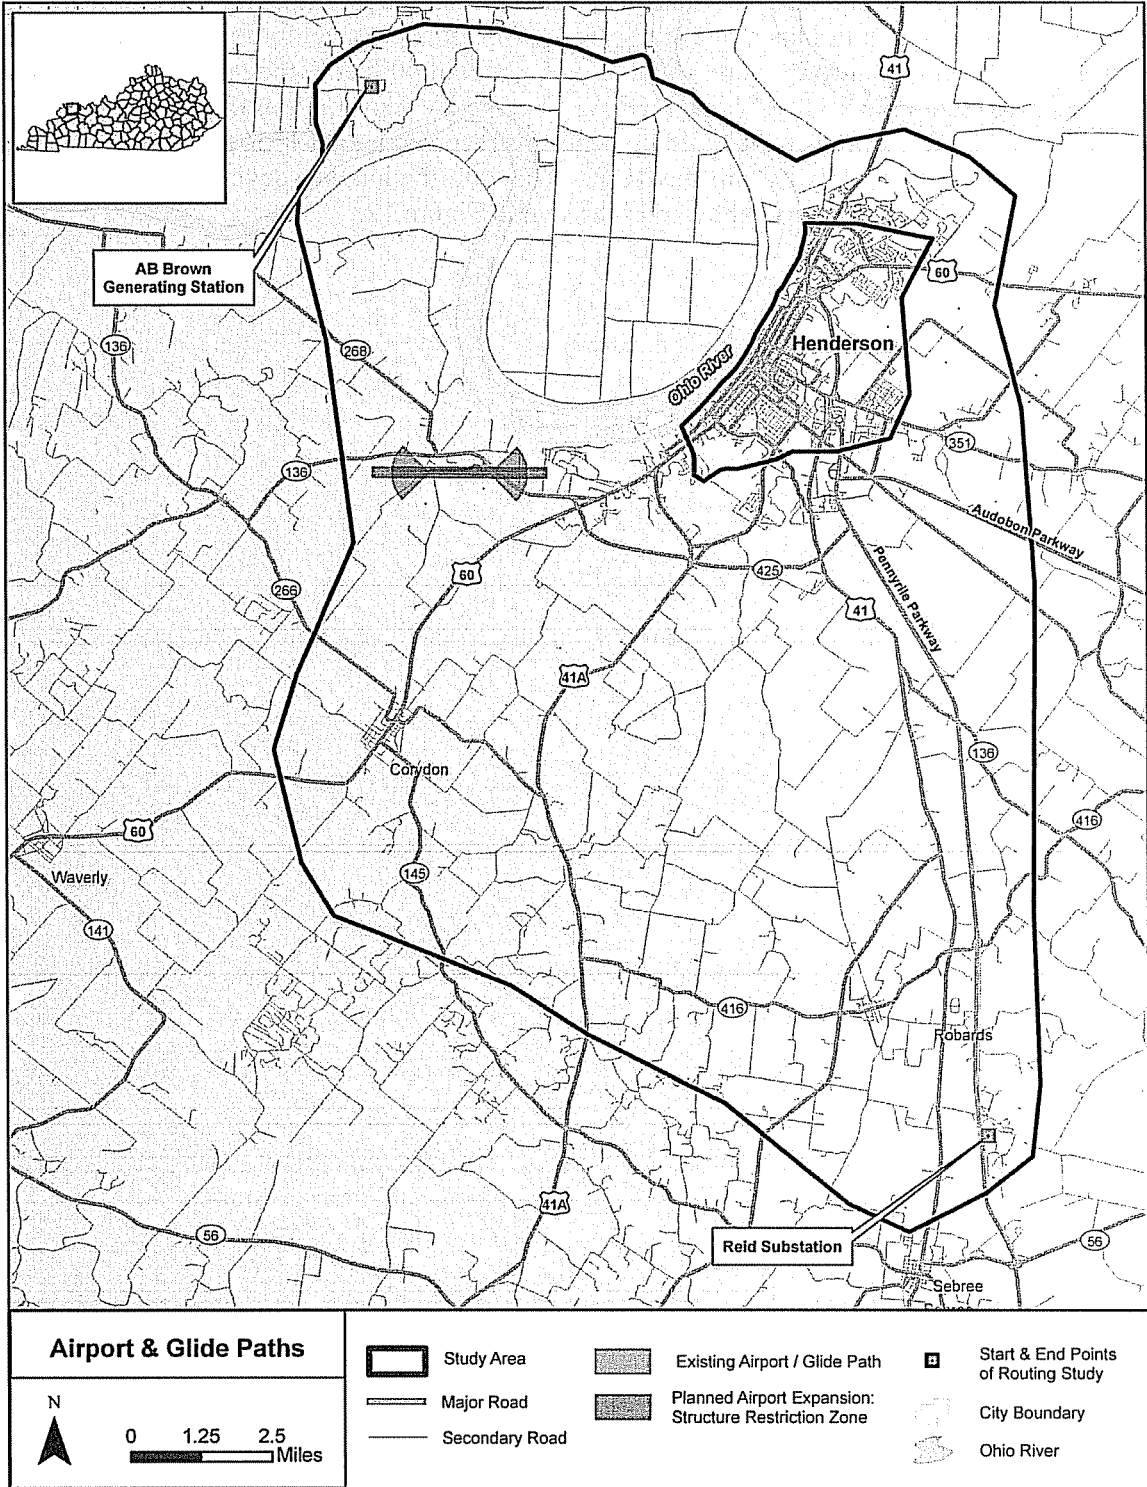 41
AB Brown
Generating Station
60
136
268
Henderson
Ohio River
351
136
Audobon Parkway
60
425
266
Pennyrile Parkway
41
41A
136
Corydon
416
60
145
Waverly
141
416
Robards
41A
56
Reid Substation
56
Sebree
Airport & Glide Paths
N
0 1.25 2.5
Miles
Study Area
Major Road
Secondary Road
Existing Airport / Glide Path
Planned Airport Expansion:
Structure Restriction Zone
Start & End Points
of Routing Study
City Boundary
Ohio River